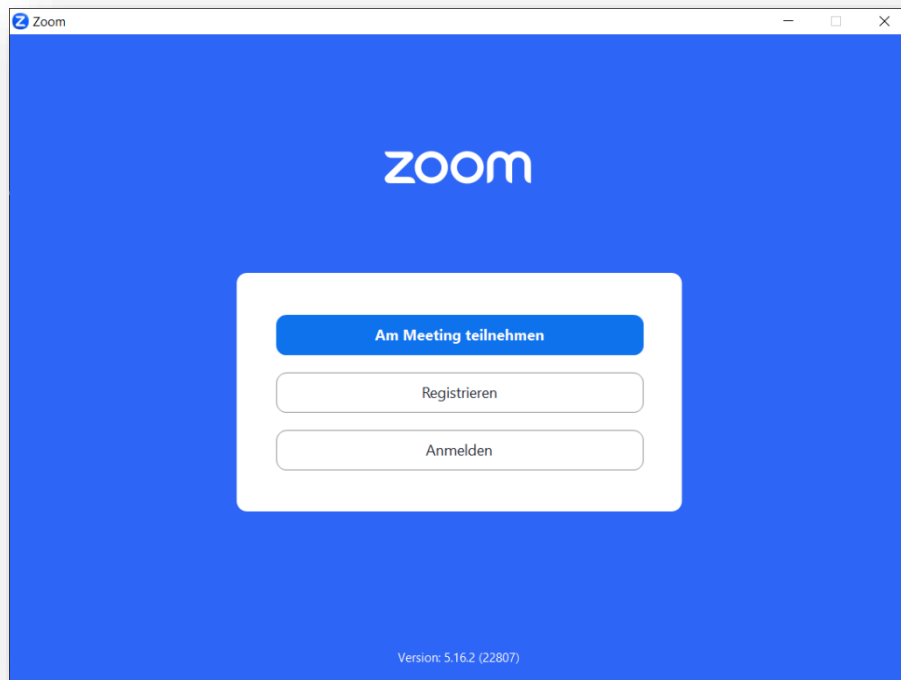 Zoom
zoom
Am Meeting teilnehmen
Registrieren
Anmelden
Version: 5.16.2 (22807)